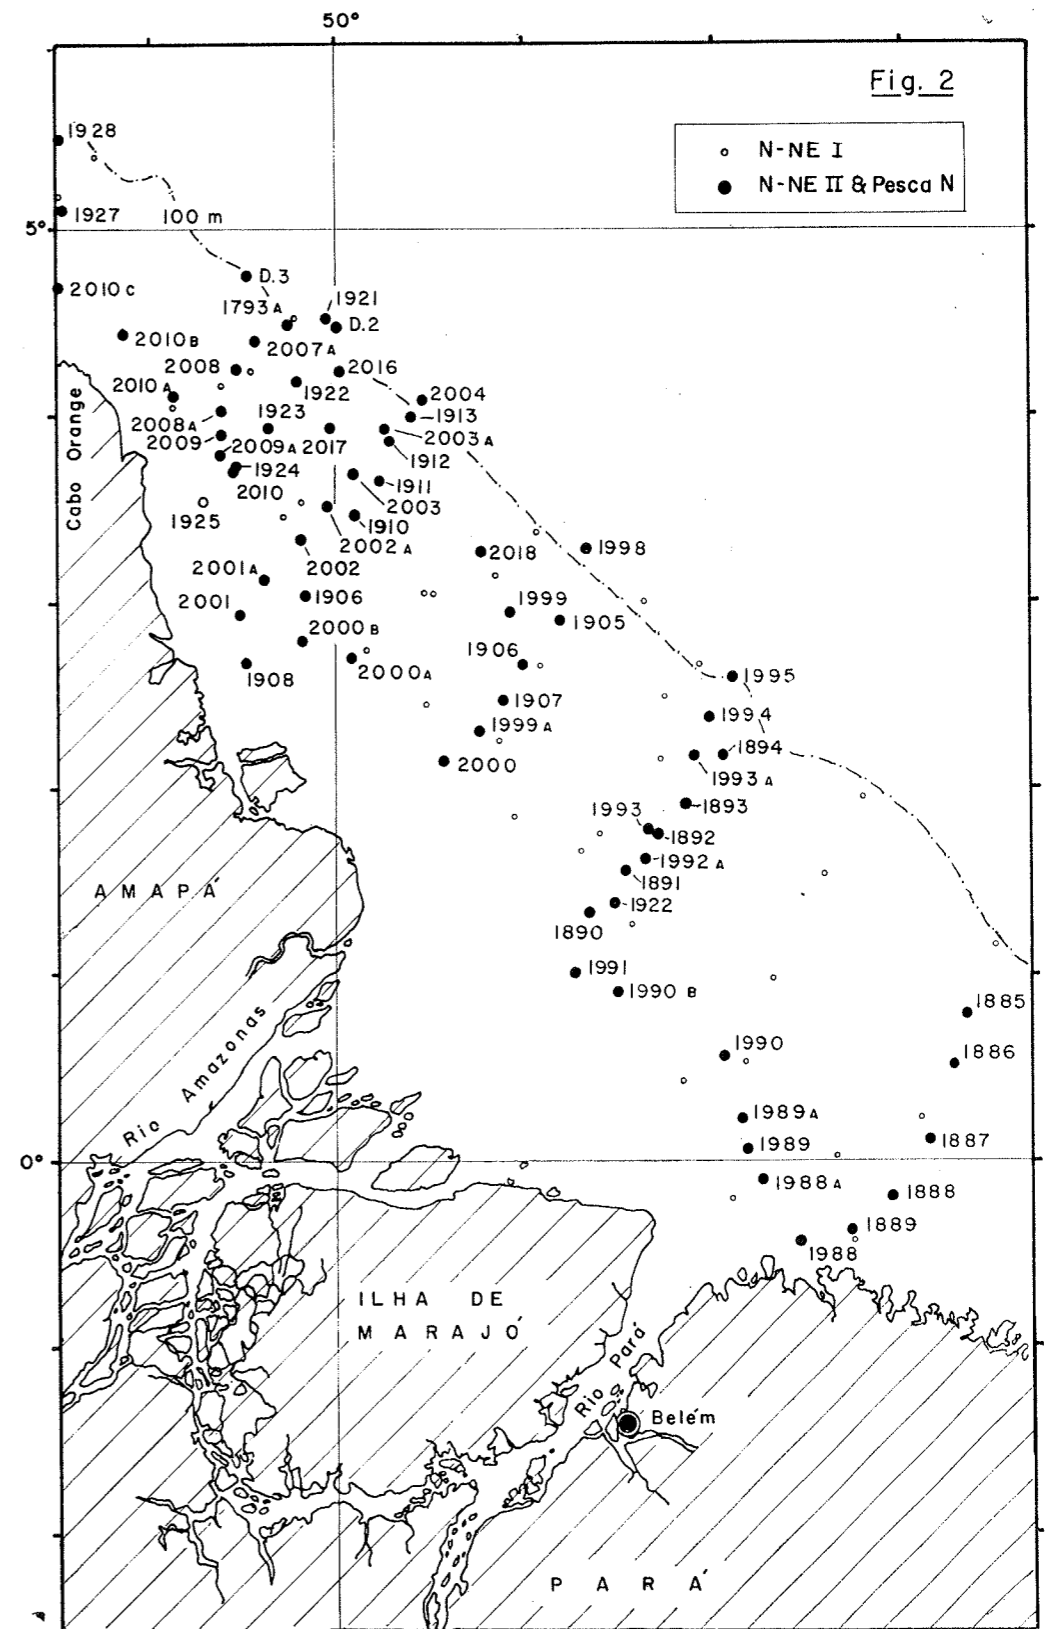 50°
Fig. 2
N-NE I
N-NE II & Pesca N
1928
1927
100 m
5°
D.3
2010 C
1793 A
1921
D.2
2010 B
2007 A
2008
2016
2010 A
1922
2004
1923
1913
2008 A
2003 A
2009
2009 A
2017
1912
1924
1911
2010
2003
1925
1910
2002 A
Cabo Orange
2018
1998
2002
2001 A
1906
1999
2001
1905
2000 B
1906
1908
2000 A
1995
1907
1994
1999 A
1894
2000
1993 A
1893
1993
1892
1992 A
1891
AMAPÁ
1922
1890
1991
1990 B
1885
1990
1886
Rio Amazonas
1989 A
1887
1989
0°
1988 A
1888
1889
1988
ILHA DE
MARAJÓ
Rio Pará
Belém
PARÁ